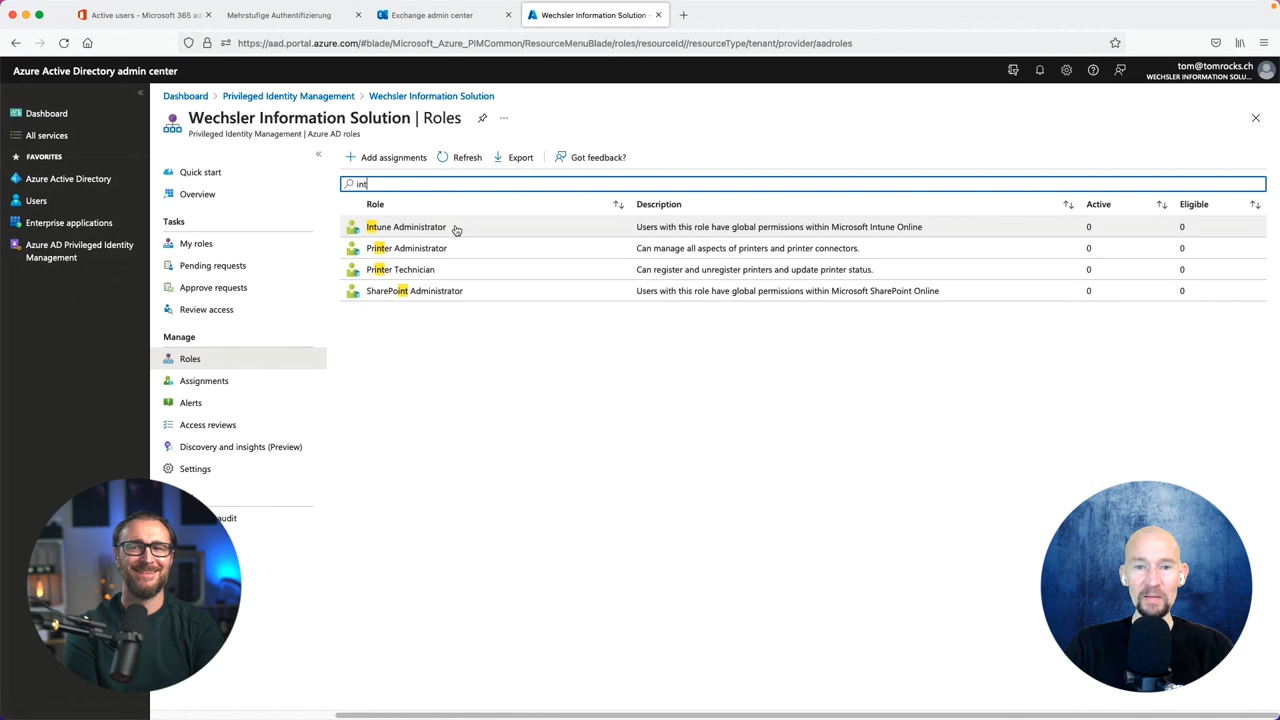 Active users - Microsoft 365 ad
Mehrstufige Authentifizierung
Exchange admin center
Wechsler Information Solution -
https://aad.portal.azure.com/#blade/Microsoft_Azure_PIMCommon/ResourceMenuBlade/roles/resourceId//resourceType/tenant/provider/aadroles
Azure Active Directory admin center
tom@tomrocks.ch
WECHSLER INFORMATION SOLU...
Dashboard
All services
FAVORITES
Azure Active Directory
Users
Enterprise applications
Azure AD Privileged Identity
Management
Dashboard > Privileged Identity Management > Wechsler Information Solution
Wechsler Information Solution | Roles
Privileged Identity Management | Azure AD roles
Quick start
Overview
Tasks
My roles
Pending requests
Approve requests
Review access
Manage
Roles
Assignments
Alerts
Access reviews
Discovery and insights (Preview)
Settings
audit
Add assignments Refresh Export Got feedback?
int
Role Description Active Eligible
Intune Administrator Users with this role have global permissions within Microsoft Intune Online 0 0
Printer Administrator Can manage all aspects of printers and printer connectors. 0 0
Printer Technician Can register and unregister printers and update printer status. 0 0
SharePoint Administrator Users with this role have global permissions within Microsoft SharePoint Online 0 0